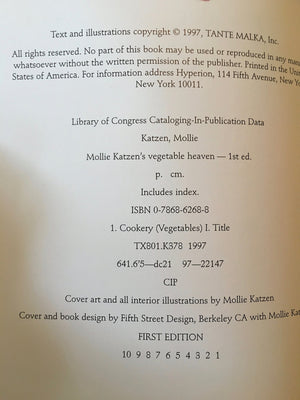 Text and illustrations copyright © 1997, TANTE MALKA, Inc.
All rights reserved. No part of this book may be used or reproduced in any
whatsoever without the written permission of the publisher. Printed in the
States of America. For information address Hyperion, 114 Fifth Avenue, New
New York 10011.
Library of Congress Cataloging-In-Publication Data
Katzen, Mollie
Mollie Katzen's vegetable heaven — 1st ed.
p. cm.
Includes index.
ISBN 0-7868-6268-8
1. Cookery (Vegetables) I. Title
TX801.K378 1997
641.6'5—dc21 97—22147
CIP
Cover art and all interior illustrations by Mollie Katzen
Cover and book design by Fifth Street Design, Berkeley CA with Mollie
FIRST EDITION
10 9 8 7 6 5 4 3 2 1